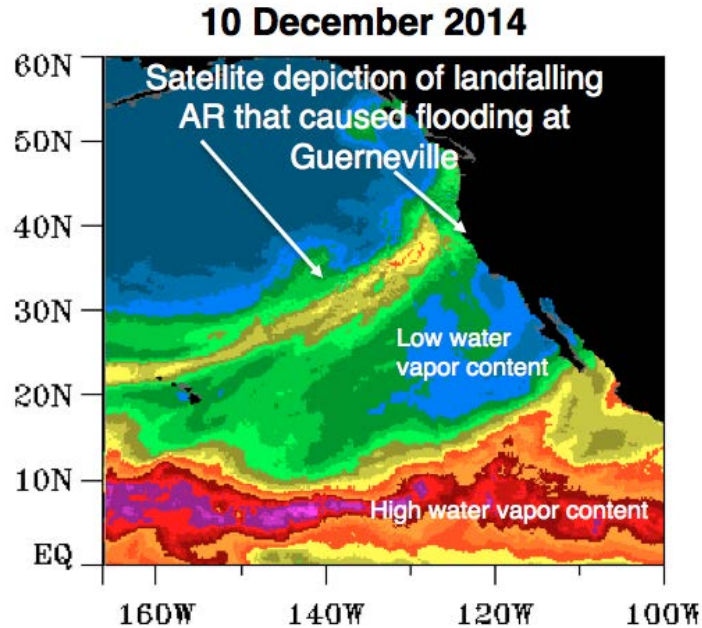 10 December 2014
60N
Satellite depiction of landfalling
AR that caused flooding at
Guerneville
50N
40N
30N
Low water
vapor content
20N
10N
High water vapor content
EQ
160W 140W 120W 100W